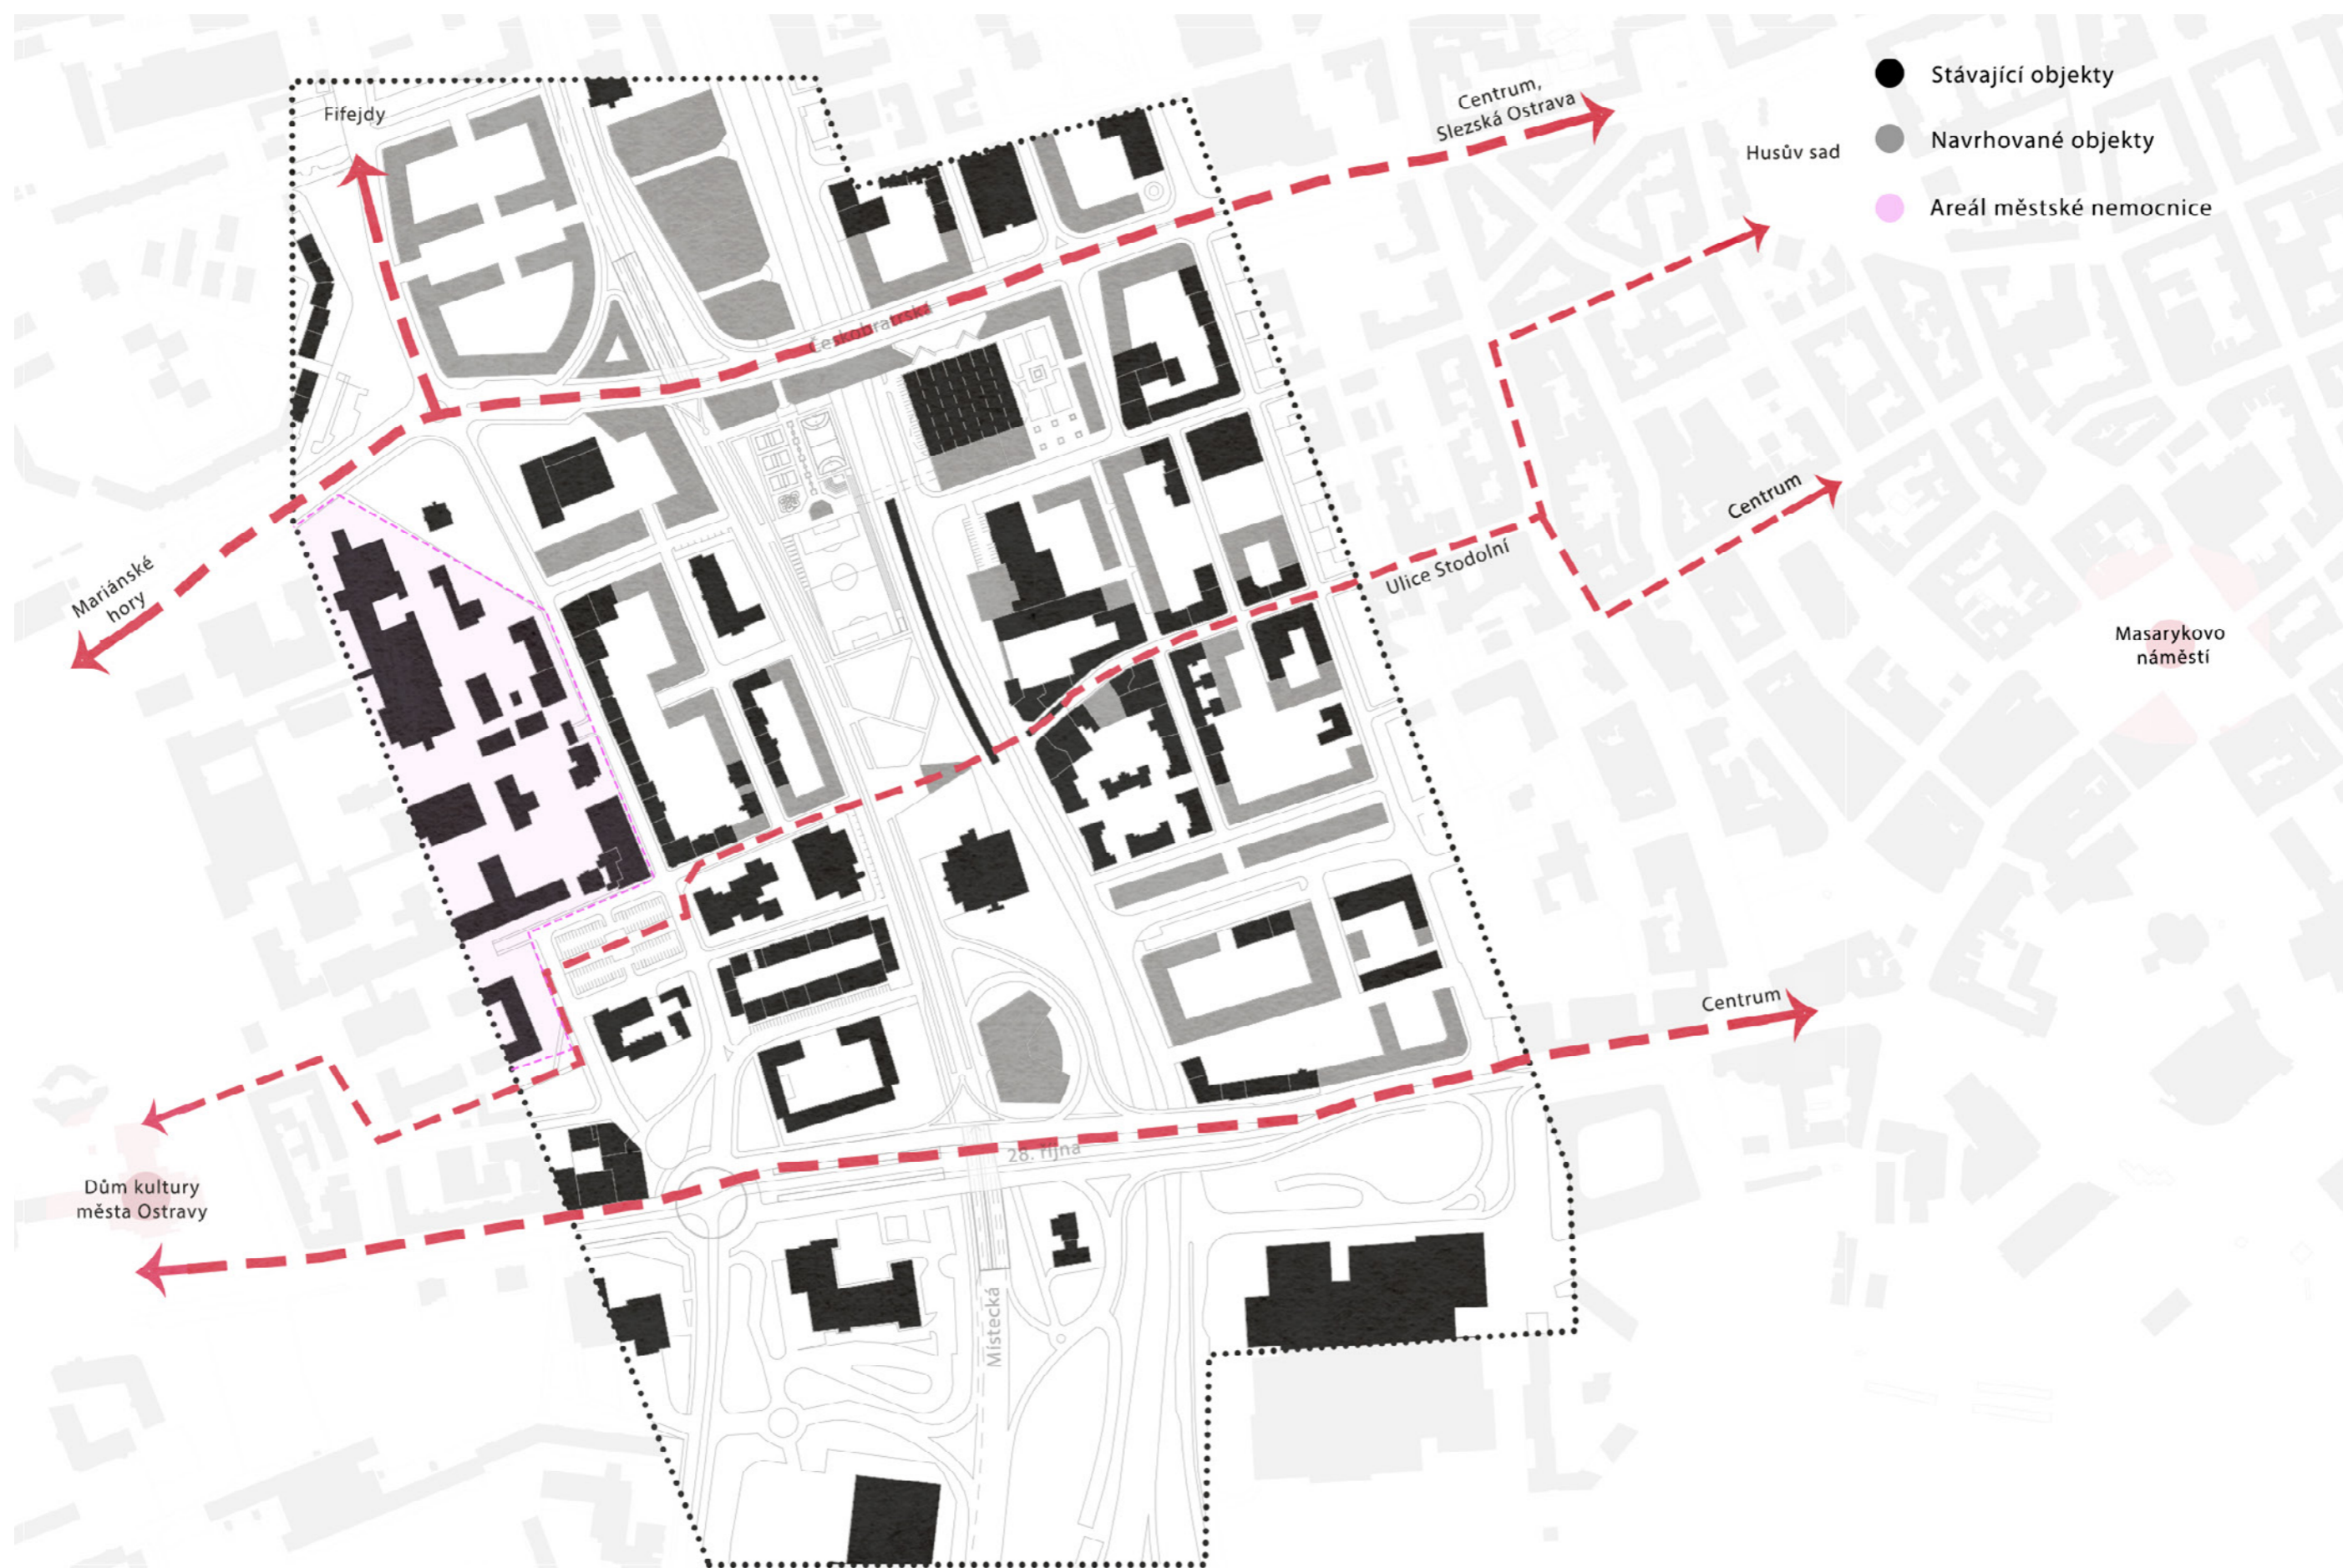 Fifejdy
Centrum,
Slezská Ostrava
Stávající objekty
Navrhované objekty
Areál městské nemocnice
Husův sad
Českobratrská
Centrum
Ulice Stodolní
Mariánské
hory
Masarykovo
náměstí
Centrum
28. října
Dům kultury
města Ostravy
Místecká